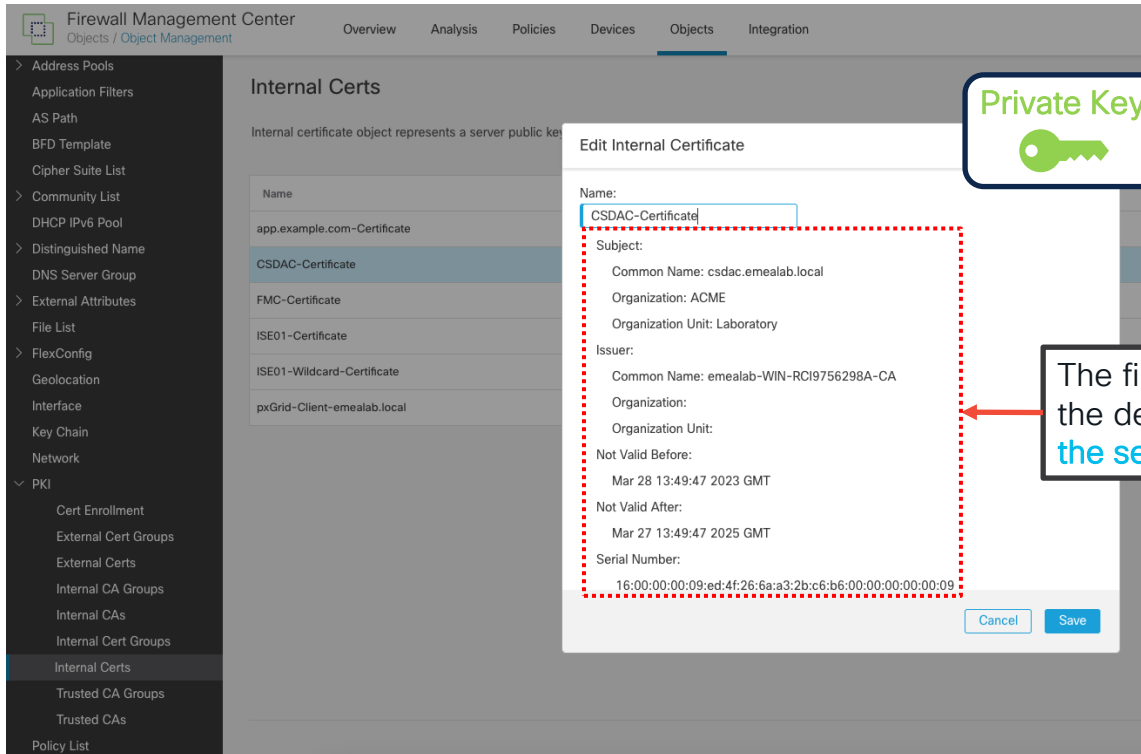 Firewall Management Center
Objects / Object Management
Overview
Analysis
Policies
Devices
Objects
Integration
> Address Pools
Application Filters
AS Path
BFD Template
Cipher Suite List
> Community List
DHCP IPv6 Pool
> Distinguished Name
DNS Server Group
> External Attributes
File List
> FlexConfig
Geolocation
Interface
Key Chain
Network
PKI
Cert Enrollment
External Cert Groups
External Certs
Internal CA Groups
Internal CAs
Internal Cert Groups
Internal Certs
Trusted CA Groups
Trusted CAs
Policy List
Internal Certs
Internal certificate object represents a server public key
Name
app.example.com-Certificate
CSDAC-Certificate
FMC-Certificate
ISE01-Certificate
ISE01-Wildcard-Certificate
pxGrid-Client-emealab.local
Private Key
Edit Internal Certificate
Name:
CSDAC-Certificate
Subject:
Common Name: csdac.emealab.local
Organization: ACME
Organization Unit: Laboratory
Issuer:
Common Name: emealab-WIN-RCI9756298A-CA
Organization:
Organization Unit:
Not Valid Before:
Mar 28 13:49:47 2023 GMT
Not Valid After:
Mar 27 13:49:47 2025 GMT
Serial Number:
16:00:00:00:09:ed:4f:26:6a:a3:2b:c6:b6:00:00:00:00:00:09
Cancel
Save
The fi
the de
the se